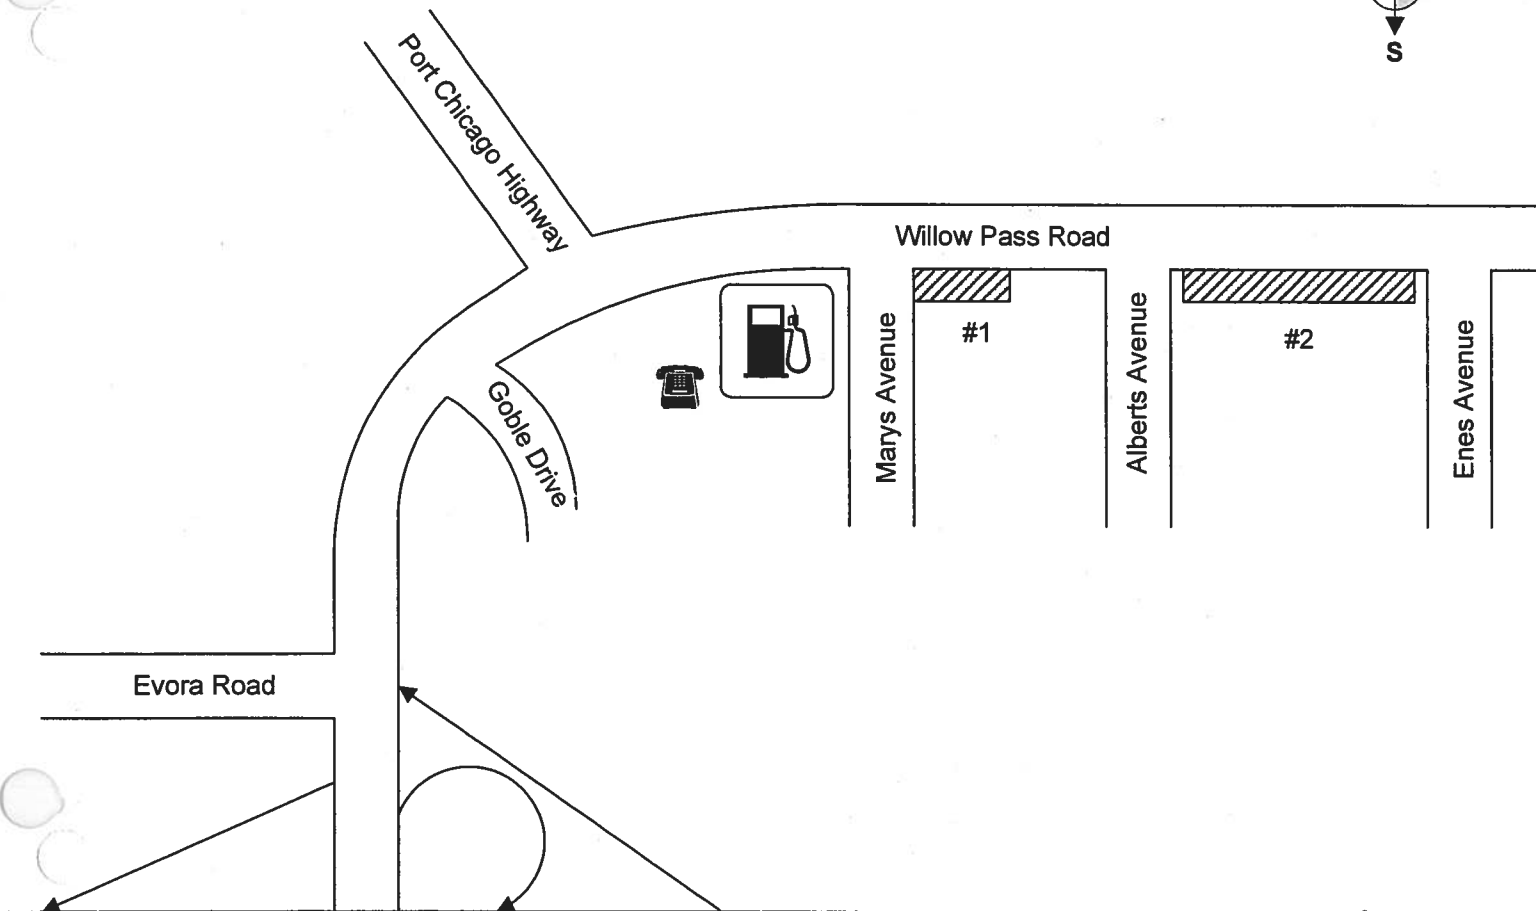 S
Port Chicago Highway
Willow Pass Road
Marys Avenue
#1
Alberts Avenue
#2
Enes Avenue
Goble Drive
Evora Road